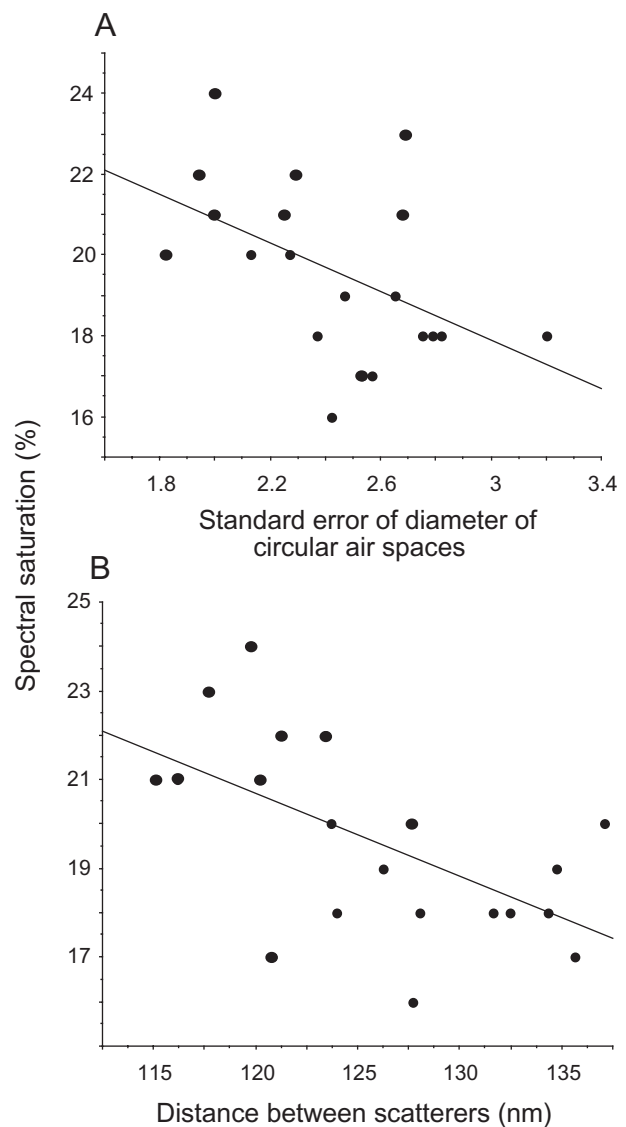 A
24
22
20
18
16
1.8 2.2 2.6 3 3.4
Standard error of diameter of
circular air spaces
Spectral saturation (%)
B
25
23
21
19
17
115 120 125 130 135
Distance between scatterers (nm)